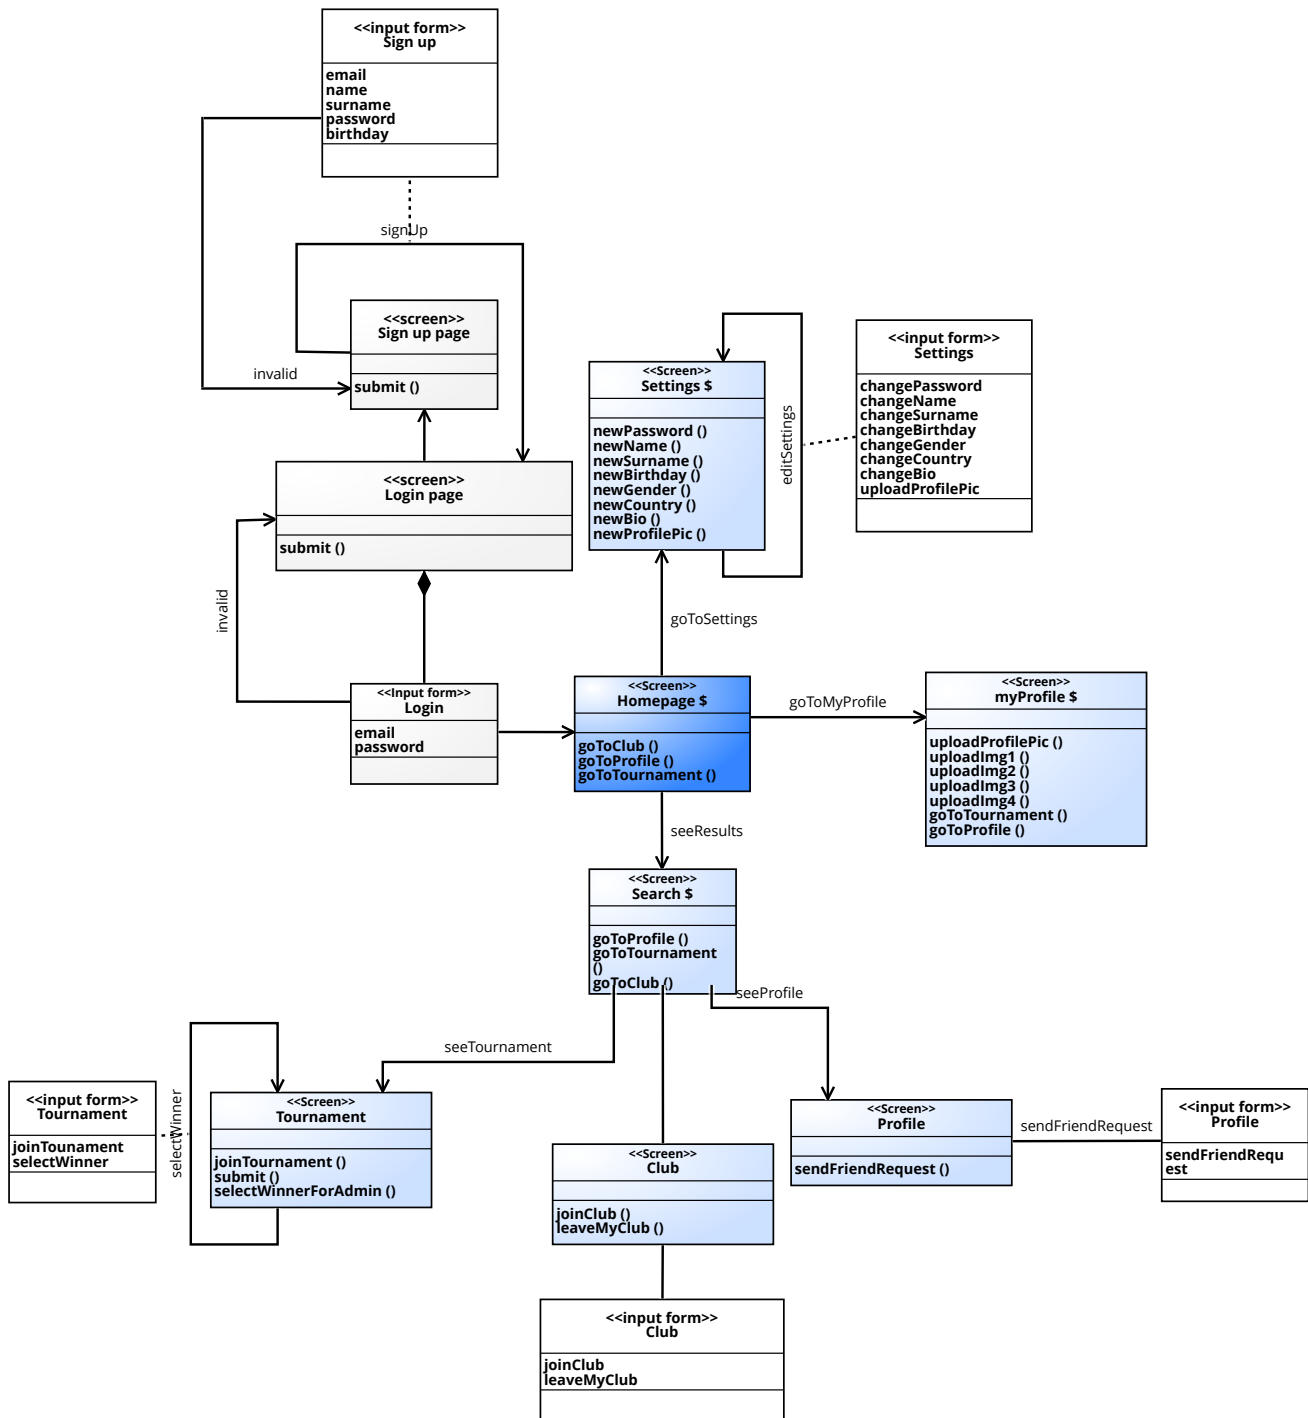 <<input form>>
Sign up
email
name
surname
password
birthday
signUp
<<screen>>
Sign up page
submit ()
invalid
<<screen>>
Login page
submit ()
invalid
<<Input form>>
Login
email
password
<<Screen>>
Settings $
newPassword ()
newName ()
newSurname ()
newBirthday ()
newGender ()
newCountry ()
newBio ()
newProfilePic ()
editSettings
<<input form>>
Settings
changePassword
changeName
changeSurname
changeBirthday
changeGender
changeCountry
changeBio
uploadProfilePic
goToSettings
<<Screen>>
Homepage $
goToClub ()
goToProfile ()
goToTournament ()
goToMyProfile
<<Screen>>
myProfile $
uploadProfilePic ()
uploadImg1 ()
uploadImg2 ()
uploadImg3 ()
uploadImg4 ()
goToTournament ()
goToProfile ()
seeResults
<<Screen>>
Search $
goToProfile ()
goToTournament
()
goToClub ()
seeProfile
seeTournament
<<input form>>
Tournament
joinTounament
selectWinner
selectWinner
<<Screen>>
Tournament
joinTournament ()
submit ()
selectWinnerForAdmin ()
<<Screen>>
Club
joinClub ()
leaveMyClub ()
<<Screen>>
Profile
sendFriendRequest ()
sendFriendRequest
<<input form>>
Profile
sendFriendRequ
est
<<input form>>
Club
joinClub
leaveMyClub